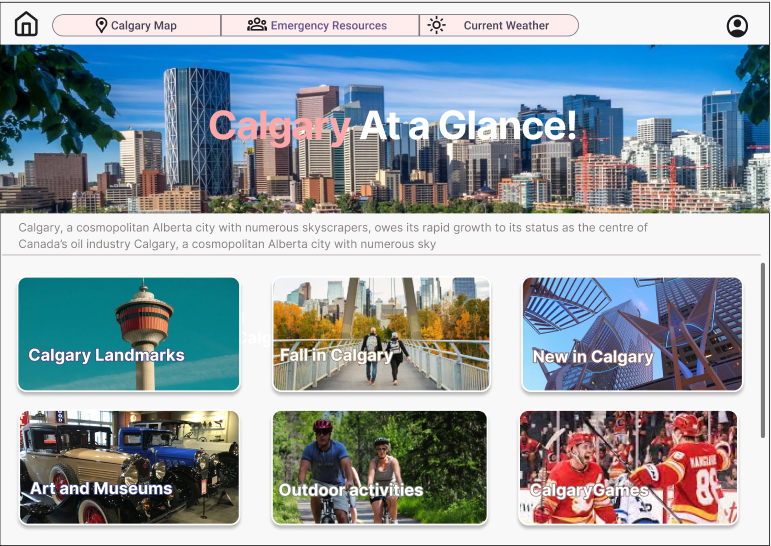 Calgary Map
Emergency Resources
Current Weather
Calgary At a Glance!
Calgary, a cosmopolitan Alberta city with numerous skyscrapers, owes its rapid growth to its status as the centre of
Canada's oil industry Calgary, a cosmopolitan Alberta city with numerous sky
Calgary Landmarks
Calg
Fall in Calgary
New in Calgary
Art and Museums
Outdoor activities
CalgaryGames